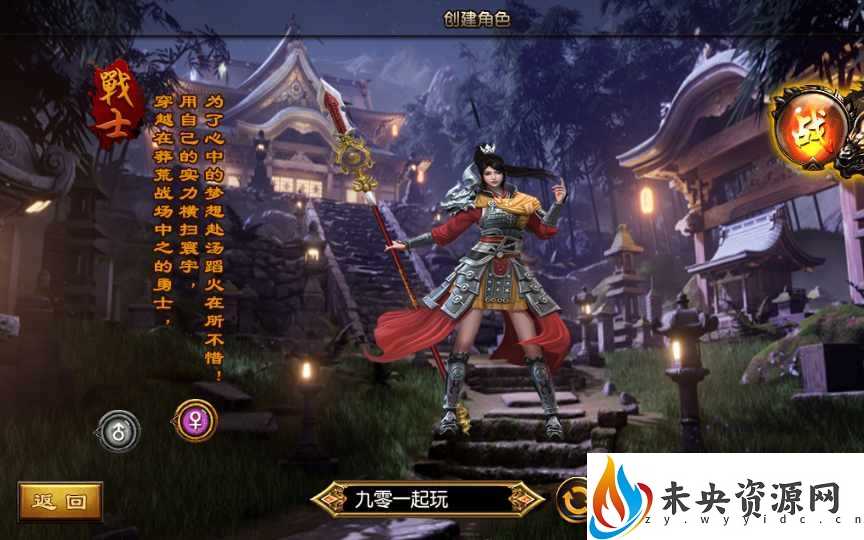 创建角色
戰士
穿越在莽荒战场中之的勇士，
用自己的实力横扫寰宇，
为了心中的梦想赴汤蹈火在所不惜！
战
返回
九零一起玩
未央资源网
zy.wyyidc.cn